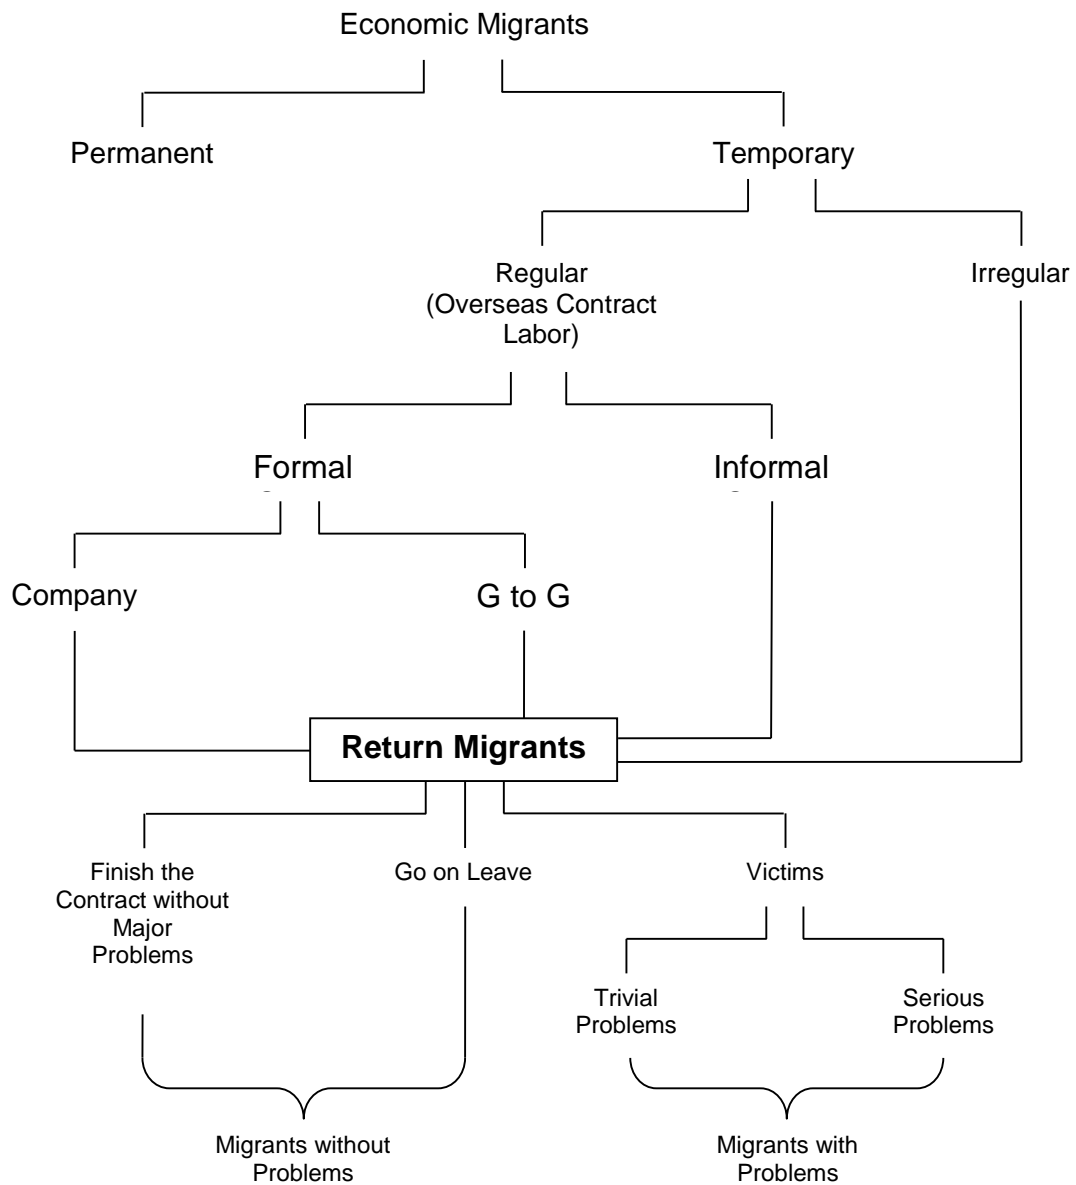 Economic Migrants
Permanent
Temporary
Regular
(Overseas Contract
Labor)
Irregular
Formal
Informal
Company
G to G
Return Migrants
Finish the
Contract without
Major
Problems
Go on Leave
Victims
Trivial
Problems
Serious
Problems
Migrants without
Problems
Migrants with
Problems